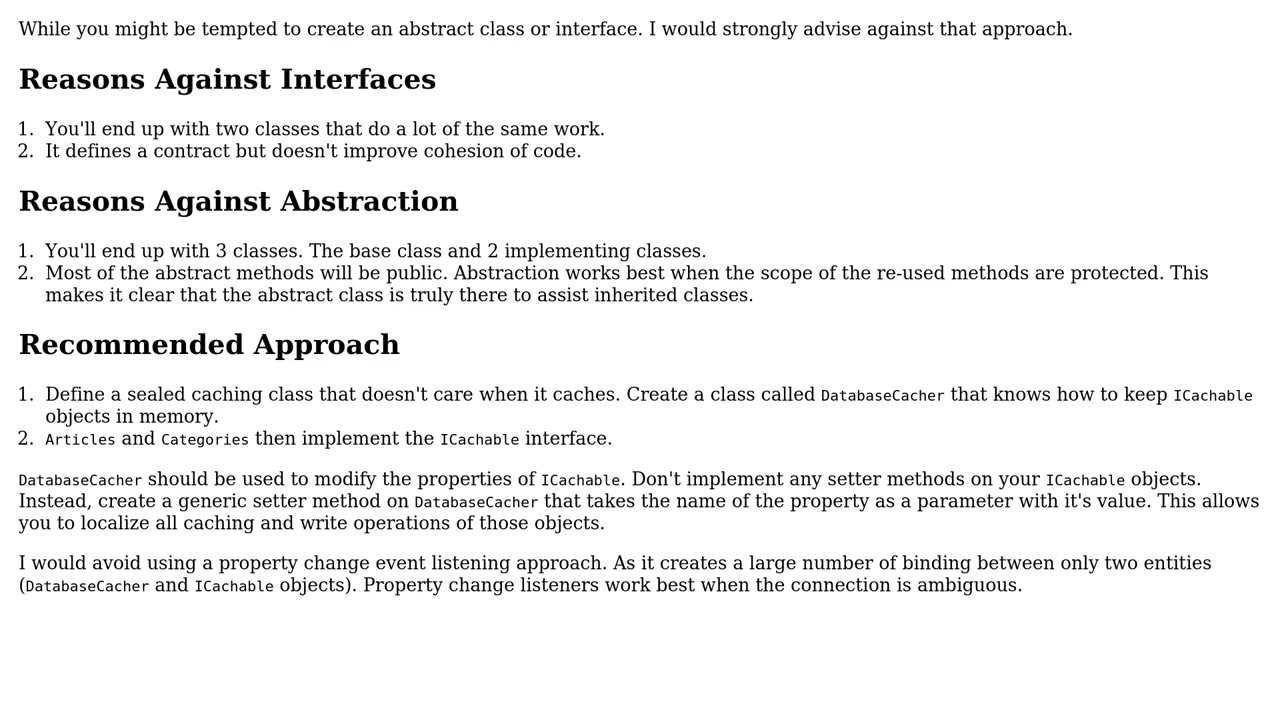 While you might be tempted to create an abstract class or interface. I would strongly advise against that approach.
Reasons Against Interfaces
1. You'll end up with two classes that do a lot of the same work.
2. It defines a contract but doesn't improve cohesion of code.
Reasons Against Abstraction
1. You'll end up with 3 classes. The base class and 2 implementing classes.
2. Most of the abstract methods will be public. Abstraction works best when the scope of the re-used methods are protected. This
makes it clear that the abstract class is truly there to assist inherited classes.
Recommended Approach
1. Define a sealed caching class that doesn't care when it caches. Create a class called DatabaseCacher that knows how to keep ICachable
objects in memory.
2. Articles and Categories then implement the ICachable interface.
DatabaseCacher should be used to modify the properties of ICachable. Don't implement any setter methods on your ICachable objects.
Instead, create a generic setter method on DatabaseCacher that takes the name of the property as a parameter with it's value. This allows
you to localize all caching and write operations of those objects.
I would avoid using a property change event listening approach. As it creates a large number of binding between only two entities
(DatabaseCacher and ICachable objects). Property change listeners work best when the connection is ambiguous.